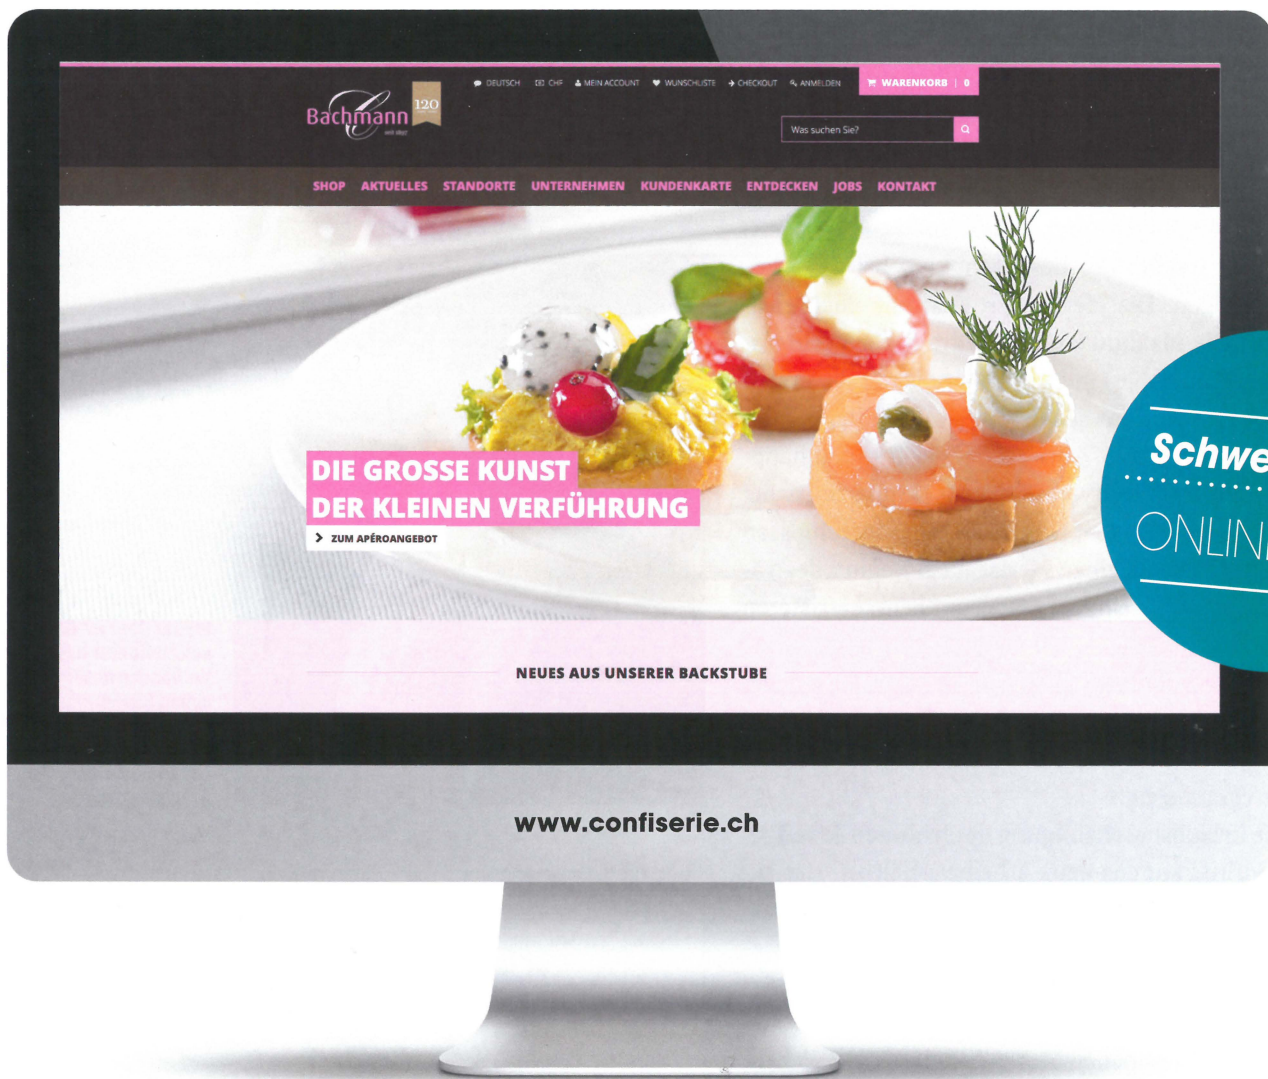 DEUTSCH CHF MEIN ACCOUNT WUNSCHLISTE CHECKOUT ANMELDEN WARENKORB | 0
Bachmann
120
seit 1897
Was suchen Sie?
SHOP AKTUELLES STANDORTE UNTERNEHMEN KUNDENKARTE ENTDECKEN JOBS KONTAKT
DIE GROSSE KUNST
DER KLEINEN VERFÜHRUNG
ZUM APÉROANGEBOT
Schwe
ONLIN
NEUES AUS UNSERER BACKSTUBE
www.confiserie.ch